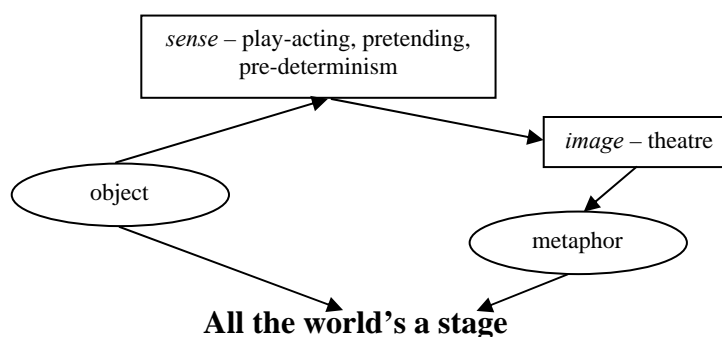 sense – play-acting, pretending,
pre-determinism
image – theatre
object
metaphor
All the world’s a stage